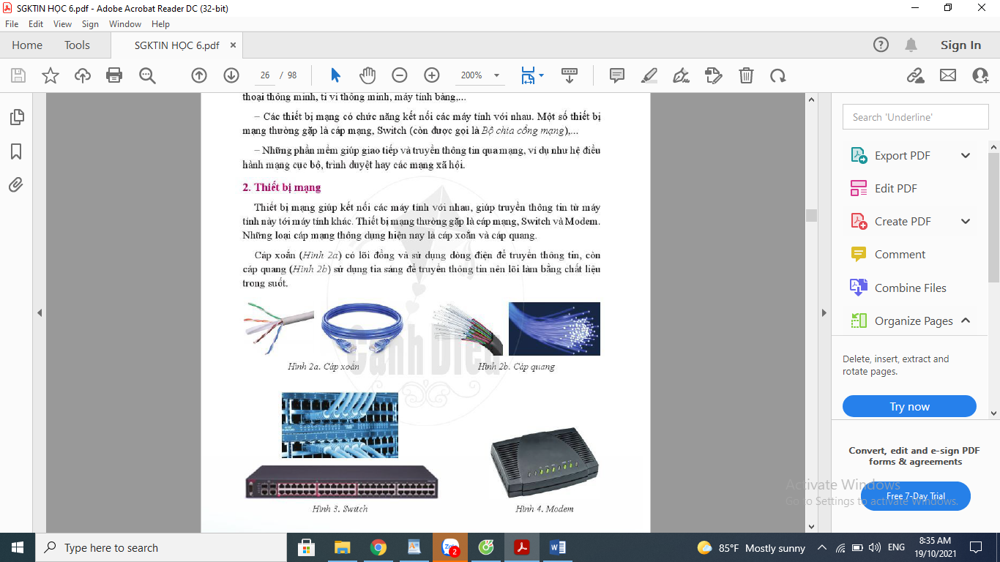 SGKTIN HỌC 6.pdf - Adobe Acrobat Reader DC (32-bit)
File Edit View Sign Window Help
Home Tools SGKTIN HỌC 6.pdf × Sign In
26 / 98 200%
thoại thông minh, ti vi thông minh, máy tính bảng,...
– Các thiết bị mạng có chức năng kết nối các máy tính với nhau. Một số thiết bị
mạng thường gặp là cáp mạng, Switch (còn được gọi là Bộ chia cổng mạng),...
– Những phần mềm giúp giao tiếp và truyền thông tin qua mạng, ví dụ như hệ điều
hành mạng cục bộ, trình duyệt hay các mạng xã hội.
2. Thiết bị mạng
Thiết bị mạng giúp kết nối các máy tính với nhau, giúp truyền thông tin từ máy
tính này tới máy tính khác. Thiết bị mạng thường gặp là cáp mạng, Switch và Modem.
Những loại cáp mạng thông dụng hiện nay là cáp xoắn và cáp quang.
Cáp xoắn (Hình 2a) có lõi đồng và sử dụng dòng điện để truyền thông tin, còn
cáp quang (Hình 2b) sử dụng tia sáng để truyền thông tin nên lõi làm bằng chất liệu
trong suốt.
Cánh Diều
Hình 2a. Cáp xoắn
Hình 2b. Cáp quang
Hình 3. Switch
Hình 4. Modem
Search 'Underline'
Export PDF
Edit PDF
Create PDF
Comment
Combine Files
Organize Pages
Delete, insert, extract and
rotate pages.
Try now
Convert, edit and e-sign PDF
forms & agreements
Activate Windows
Go to Settings to activate Windows.
Free 7-Day Trial
Type here to search
2
85°F Mostly sunny
ENG
8:35 AM
19/10/2021